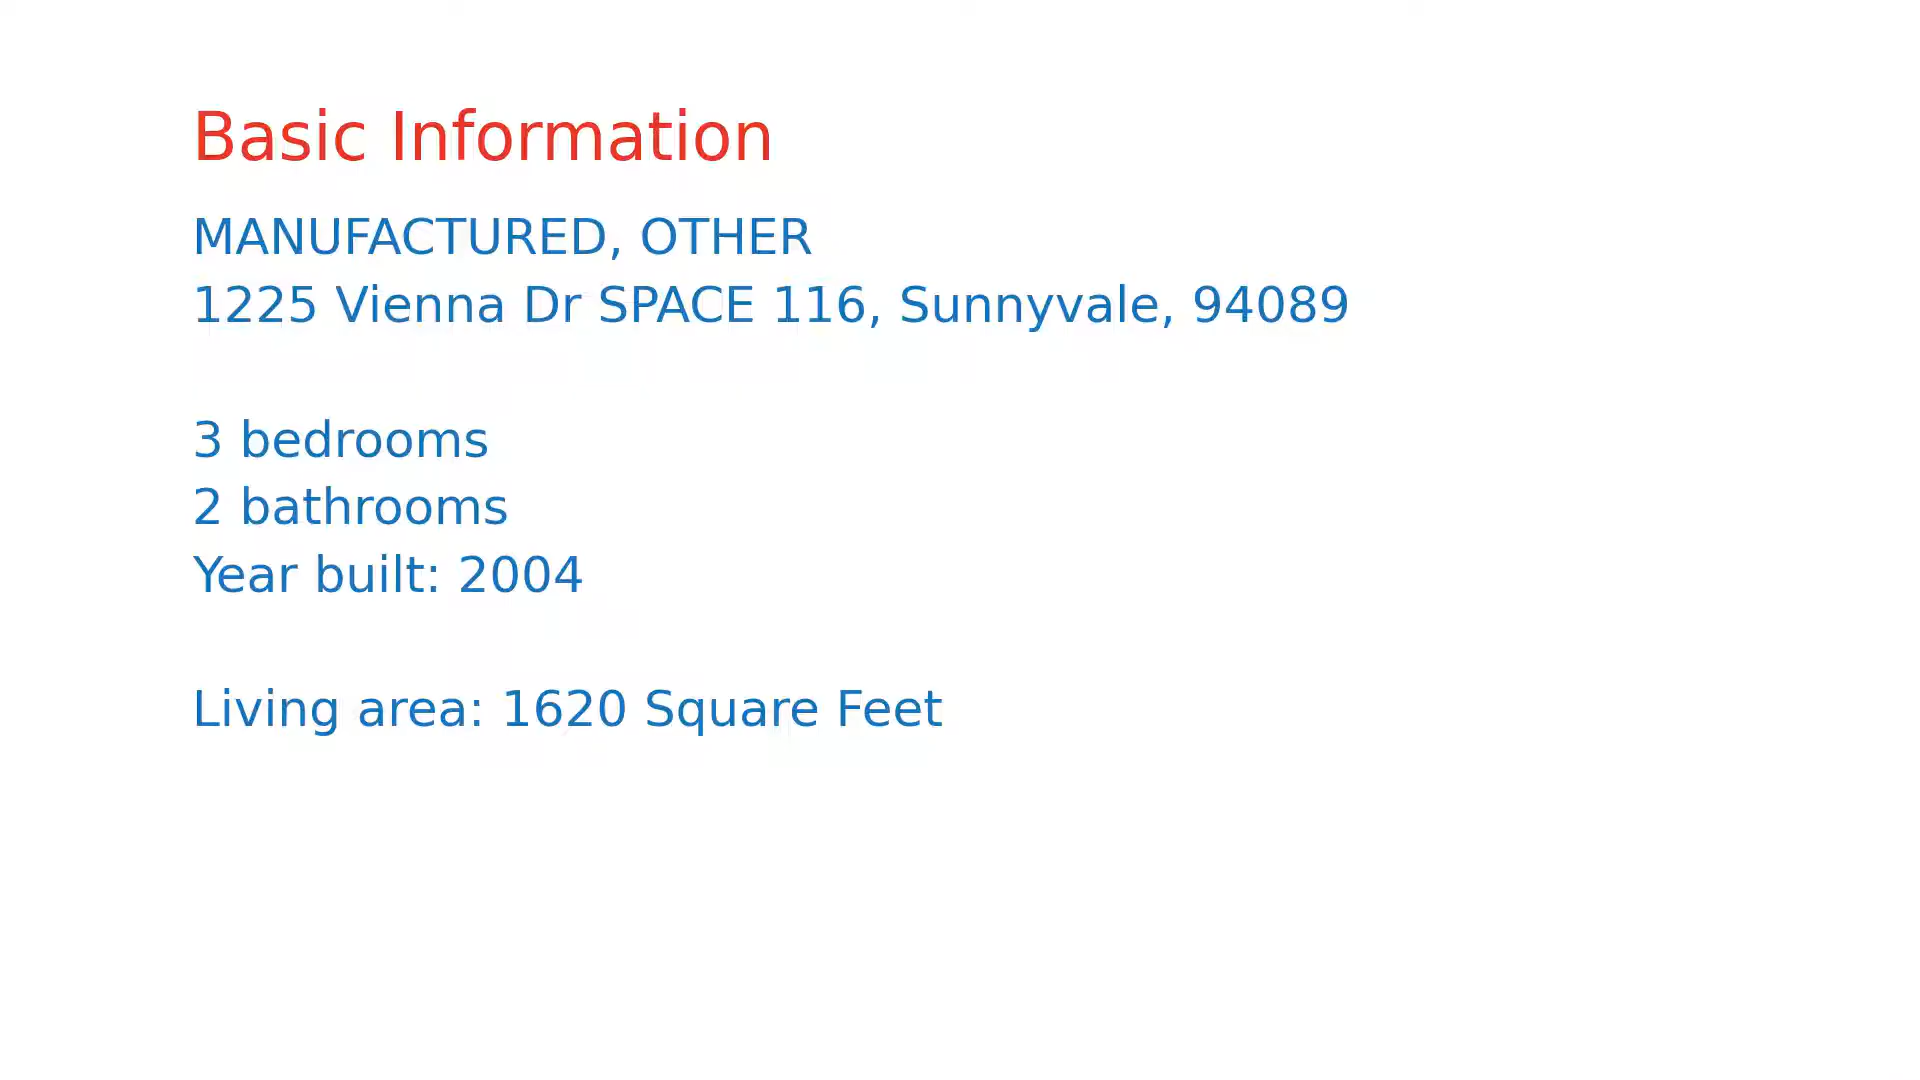 Basic Information
MANUFACTURED, OTHER
1225 Vienna Dr SPACE 116, Sunnyvale, 94089
3 bedrooms
2 bathrooms
Year built: 2004
Living area: 1620 Square Feet